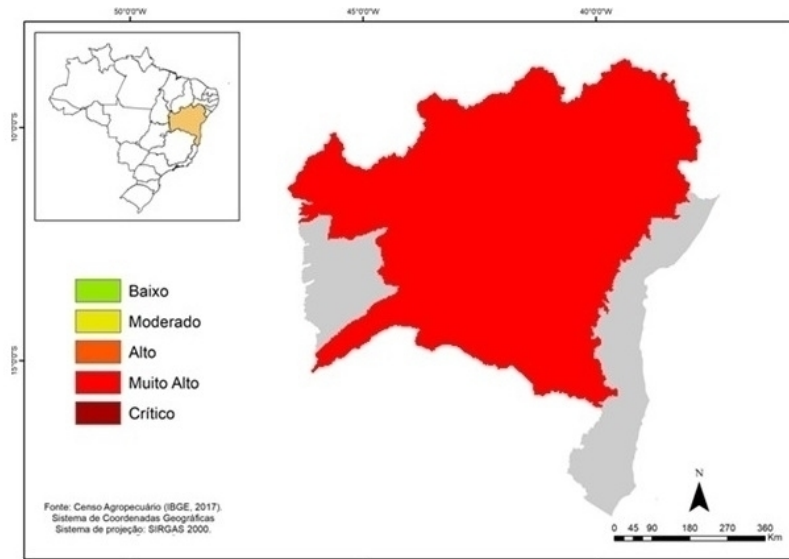 50°0'0"W 45°0'0"W 40°0'0"W
10°0'0"S
15°0'0"S
Baixo
Moderado
Alto
Muito Alto
Crítico
Fonte: Censo Agropecuário (IBGE, 2017).
Sistema de Coordenadas Geográficas
Sistema de projeção: SIRGAS 2000.
N
0 45 90 180 270 360
Km